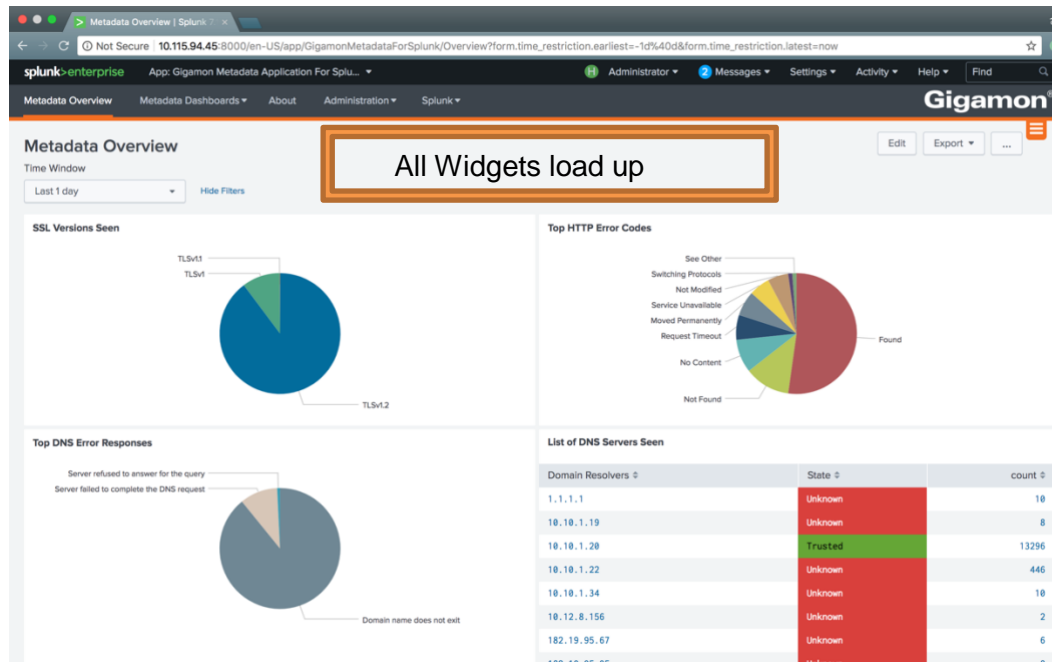 Metadata Overview | Splunk 7.
Not Secure 10.115.94.45:8000/en-US/app/GigamonMetadataForSplunk/Overview?form.time_restriction.earliest=-1d%40d&form.time_restriction.latest=now
splunk>enterprise App: Gigamon Metadata Application For Splu... H Administrator 2 Messages Settings Activity Help Find
Metadata Overview Metadata Dashboards About Administration Splunk Gigamon®
Metadata Overview
All Widgets load up
Edit Export ...
Time Window
Last 1 day Hide Filters
SSL Versions Seen
TLSv1.1
TLSv1
TLSv1.2
Top HTTP Error Codes
See Other
Switching Protocols
Not Modified
Service Unavailable
Moved Permanently
Request Timeout
Found
No Content
Not Found
Top DNS Error Responses
Server refused to answer for the query
Server failed to complete the DNS request
Domain name does not exit
List of DNS Servers Seen
Domain Resolvers State count
1.1.1.1 Unknown 10
10.10.1.19 Unknown 8
10.10.1.20 Trusted 13296
10.10.1.22 Unknown 446
10.10.1.34 Unknown 10
10.12.8.156 Unknown 2
182.19.95.67 Unknown 6